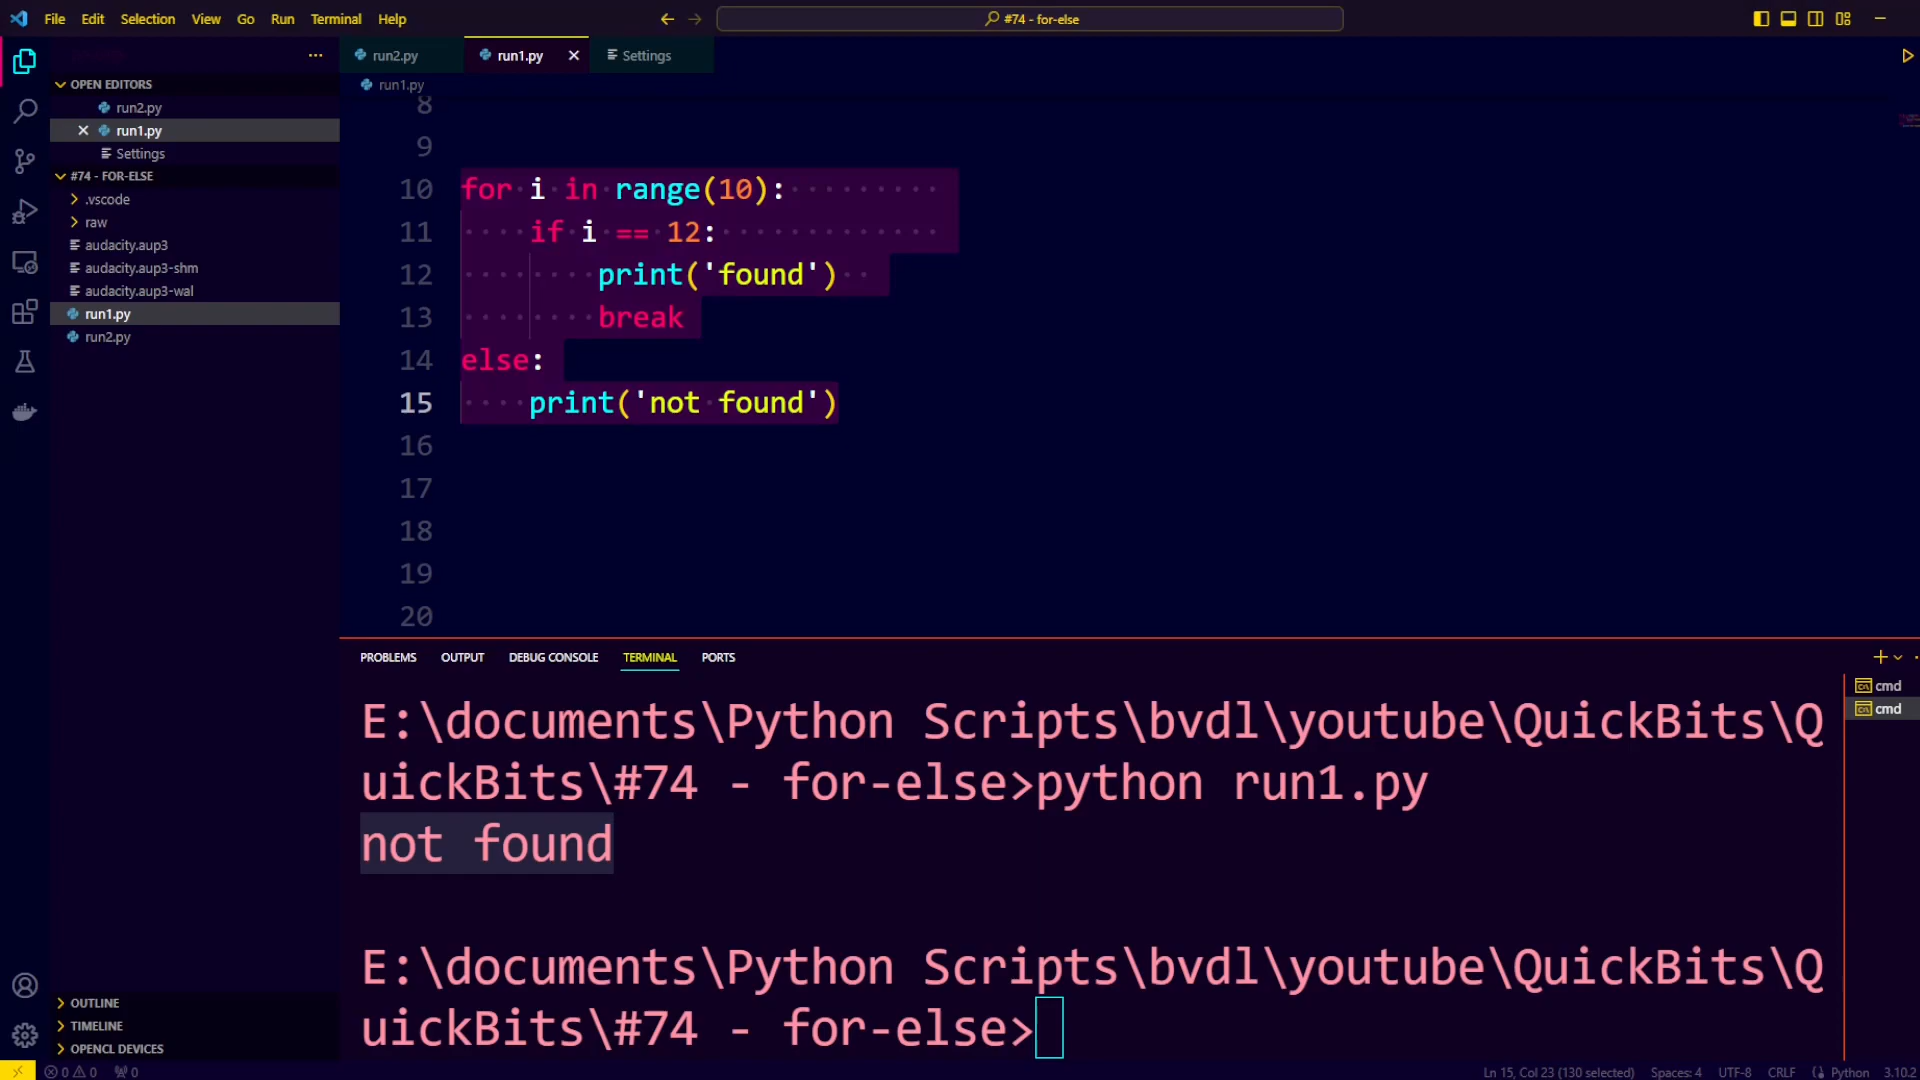 File Edit Selection View Go Run Terminal Help
#74 - for-else
run2.py
run1.py
Settings
OPEN EDITORS
run2.py
run1.py
Settings
#74 - FOR-ELSE
.vscode
raw
audacity.aup3
audacity.aup3-shm
audacity.aup3-wal
run1.py
run2.py
OUTLINE
TIMELINE
OPENCL DEVICES
run1.py
8
9
10 for i in range(10):
11 if i == 12:
12 print('found')
13 break
14 else:
15 print('not found')
16
17
18
19
20
PROBLEMS OUTPUT DEBUG CONSOLE TERMINAL PORTS
E:\documents\Python Scripts\bvdl\youtube\QuickBits\Q
uickBits\#74 - for-else>python run1.py
not found
E:\documents\Python Scripts\bvdl\youtube\QuickBits\Q
uickBits\#74 - for-else>
cmd
cmd
0 0 0
Ln 15, Col 23 (130 selected) Spaces: 4 UTF-8 CRLF Python 3.10.2